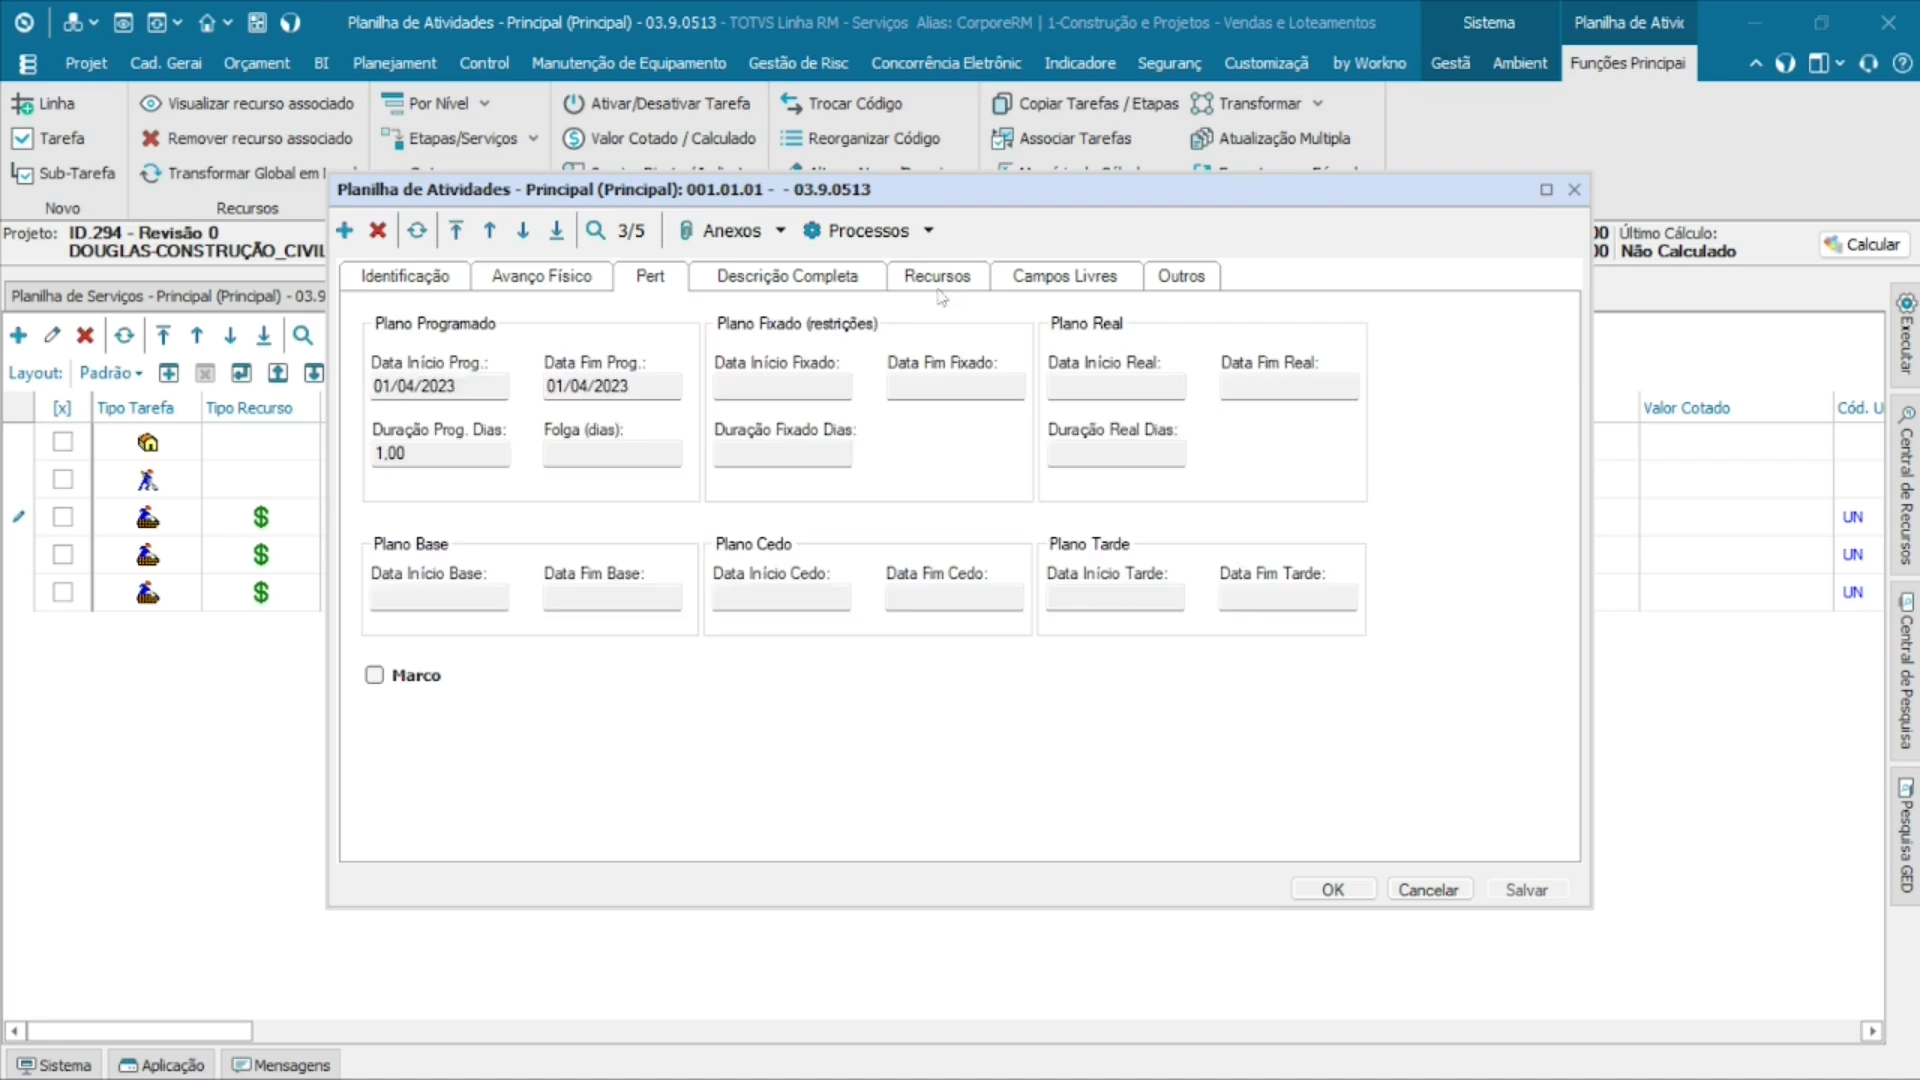 Planilha de Atividades - Principal (Principal) - 03.9.0513 - TOTVS Linha RM - Serviços Alias: CorporeRM | 1-Construção e Projetos - Vendas e Loteamentos
Sistema
Planilha de Ativic
Projet
Cad. Gerai
Orçament
BI
Planejament
Control
Manutenção de Equipamento
Gestão de Risc
Concorrência Eletrônic
Indicadore
Seguranç
Customizaçã
by Workno
Gestã
Ambient
Funções Principai
Linha
Visualizar recurso associado
Por Nível
Ativar/Desativar Tarefa
Trocar Código
Copiar Tarefas / Etapas
Transformar
Tarefa
Remover recurso associado
Etapas/Serviços
Valor Cotado / Calculado
Reorganizar Código
Associar Tarefas
Atualização Multipla
Sub-Tarefa
Transformar Global em
Novo
Recursos
Planilha de Atividades - Principal (Principal): 001.01.01 - - 03.9.0513
3/5
Anexos
Processos
Projeto: ID.294 - Revisão 0
DOUGLAS-CONSTRUÇÃO_CIVIL
00 Último Cálculo:
00 Não Calculado
Calcular
Identificação
Avanço Físico
Pert
Descrição Completa
Recursos
Campos Livres
Outros
Planilha de Serviços - Principal (Principal) - 03.9
Layout: Padrão
[x]
Tipo Tarefa
Tipo Recurso
Valor Cotado
Cód. U
UN
UN
UN
Plano Programado
Data Início Prog.: Data Fim Prog.:
01/04/2023 01/04/2023
Duração Prog. Dias: Folga (dias):
1,00
Plano Fixado (restrições)
Data Início Fixado: Data Fim Fixado:
Duração Fixado Dias:
Plano Real
Data Início Real: Data Fim Real:
Duração Real Dias:
Plano Base
Data Início Base: Data Fim Base:
Plano Cedo
Data Início Cedo: Data Fim Cedo:
Plano Tarde
Data Início Tarde: Data Fim Tarde:
Marco
OK
Cancelar
Salvar
Executar
Central de Recursos
Central de Pesquisa
Pesquisa GED
Sistema
Aplicação
Mensagens